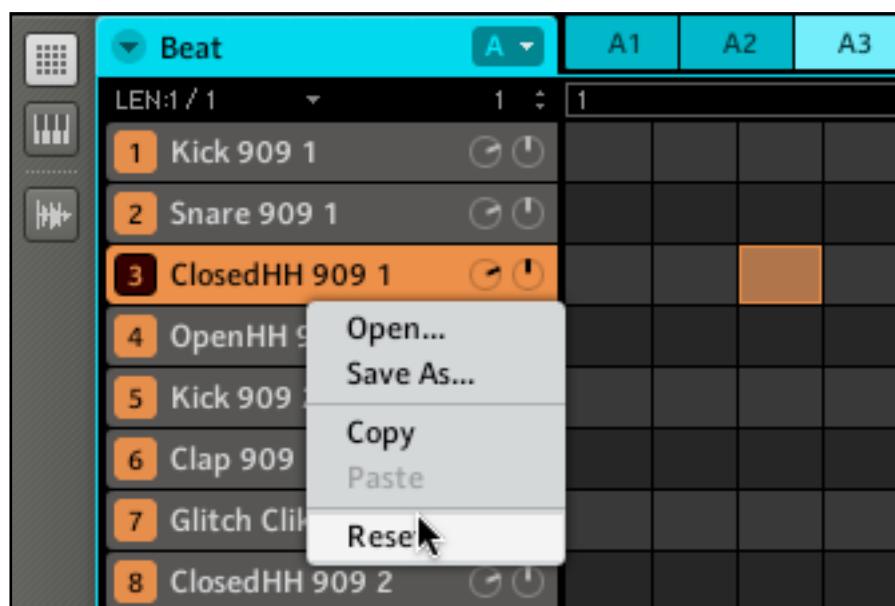 Beat A A1 A2 A3
LEN:1 / 1 1 1
1 Kick 909 1
2 Snare 909 1
3 ClosedHH 909 1
Open...
4 OpenHH
Save As...
5 Kick 909
Copy
6 Clap 909
Paste
7 Glitch
Reset
8 ClosedHH 909 2